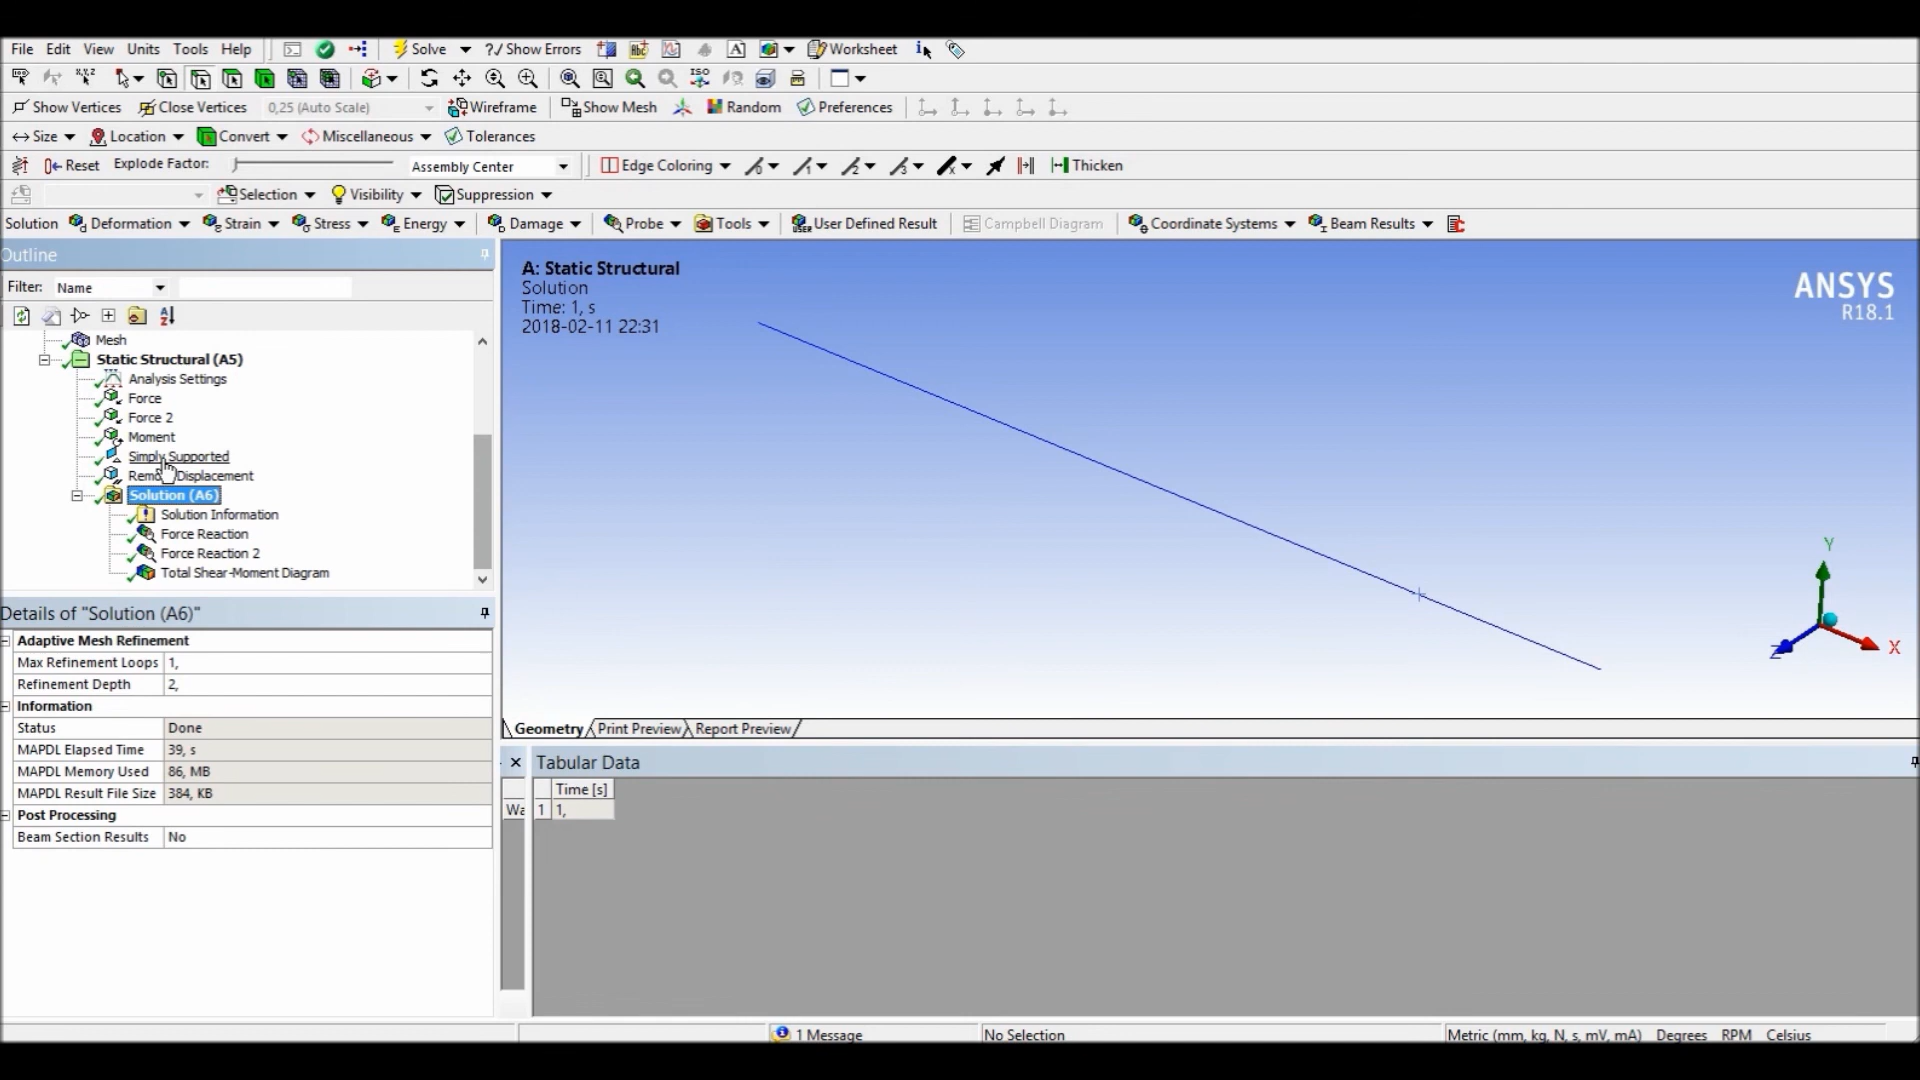 File Edit View Units Tools Help Solve ?/ Show Errors Worksheet
Show Vertices Close Vertices 0,25 (Auto Scale) Wireframe Show Mesh Random Preferences
Size Location Convert Miscellaneous Tolerances
Reset Explode Factor: Assembly Center Edge Coloring Thicken
Selection Visibility Suppression
Solution Deformation Strain Stress Energy Damage Probe Tools User Defined Result Campbell Diagram Coordinate Systems Beam Results
Outline
Filter: Name
Mesh
Static Structural (A5)
Analysis Settings
Force
Force 2
Moment
Simply Supported
Displacement
Solution (A6)
Solution Information
Force Reaction
Force Reaction 2
Total Shear-Moment Diagram
Details of "Solution (A6)"
Adaptive Mesh Refinement
Max Refinement Loops 1,
Refinement Depth 2,
Information
Status Done
MAPDL Elapsed Time 39, s
MAPDL Memory Used 86, MB
MAPDL Result File Size 384, KB
Post Processing
Beam Section Results No
A: Static Structural
Solution
Time: 1, s
2018-02-11 22:31
ANSYS
R18.1
Y
X
Z
Geometry Print Preview Report Preview
Tabular Data
Time [s]
1 1,
1 Message No Selection Metric (mm, kg, N, s, mV, mA) Degrees RPM Celsius